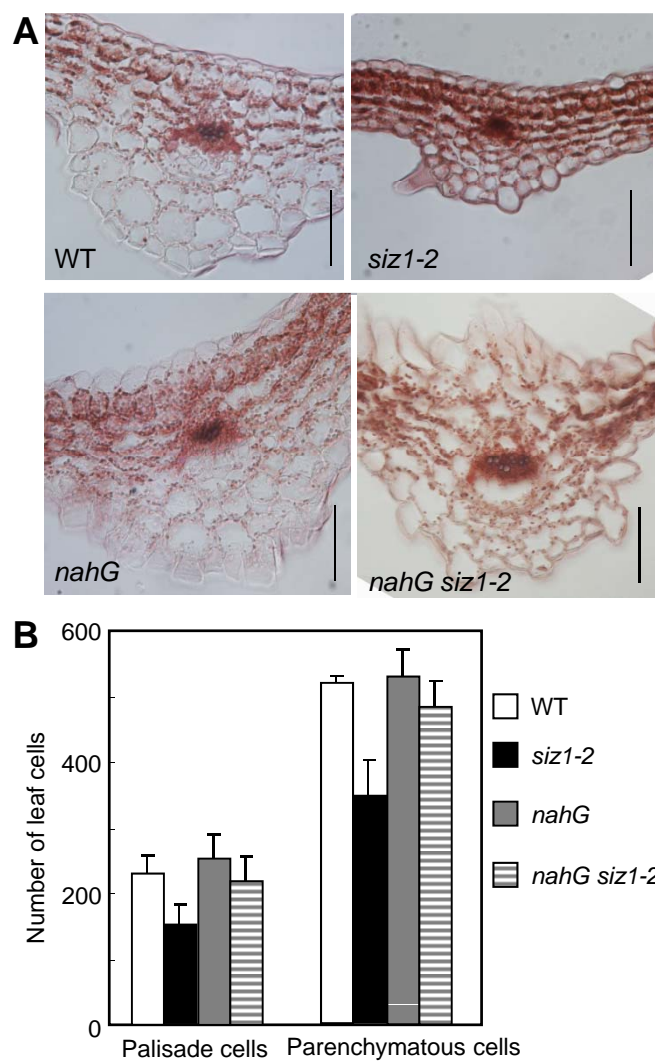 A
WT
siz1-2
nahG
nahG siz1-2
B
600
400
200
0
Number of leaf cells
Palisade cells
Parenchymatous cells
WT
siz1-2
nahG
nahG siz1-2